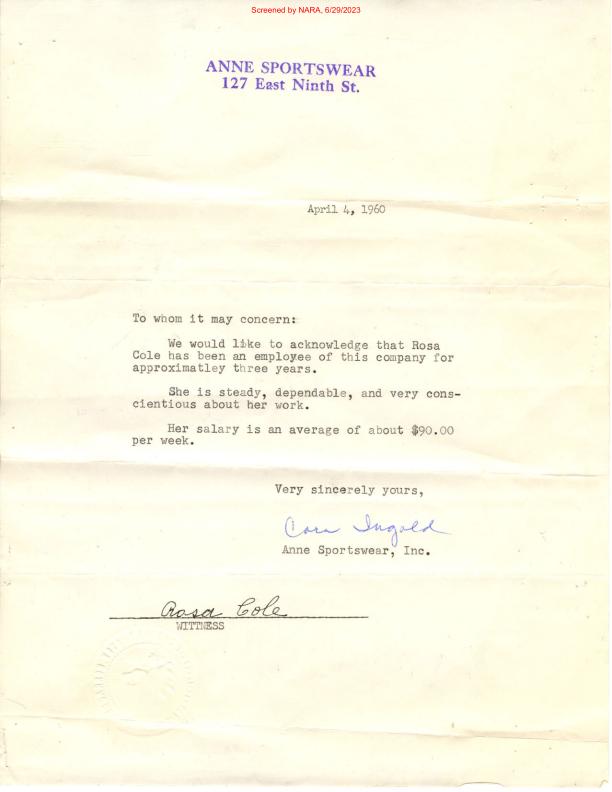 Screened by NARA, 6/29/2023
ANNE SPORTSWEAR
127 East Ninth St.
April 4, 1960
To whom it may concern:
We would like to acknowledge that Rosa
Cole has been an employee of this company for
approximatley three years.
She is steady, dependable, and very cons-
cientious about her work.
Her salary is an average of about $90.00
per week.
Very sincerely yours,
Cora Ingold
Anne Sportswear, Inc.
Rosa Cole
WITTNESS